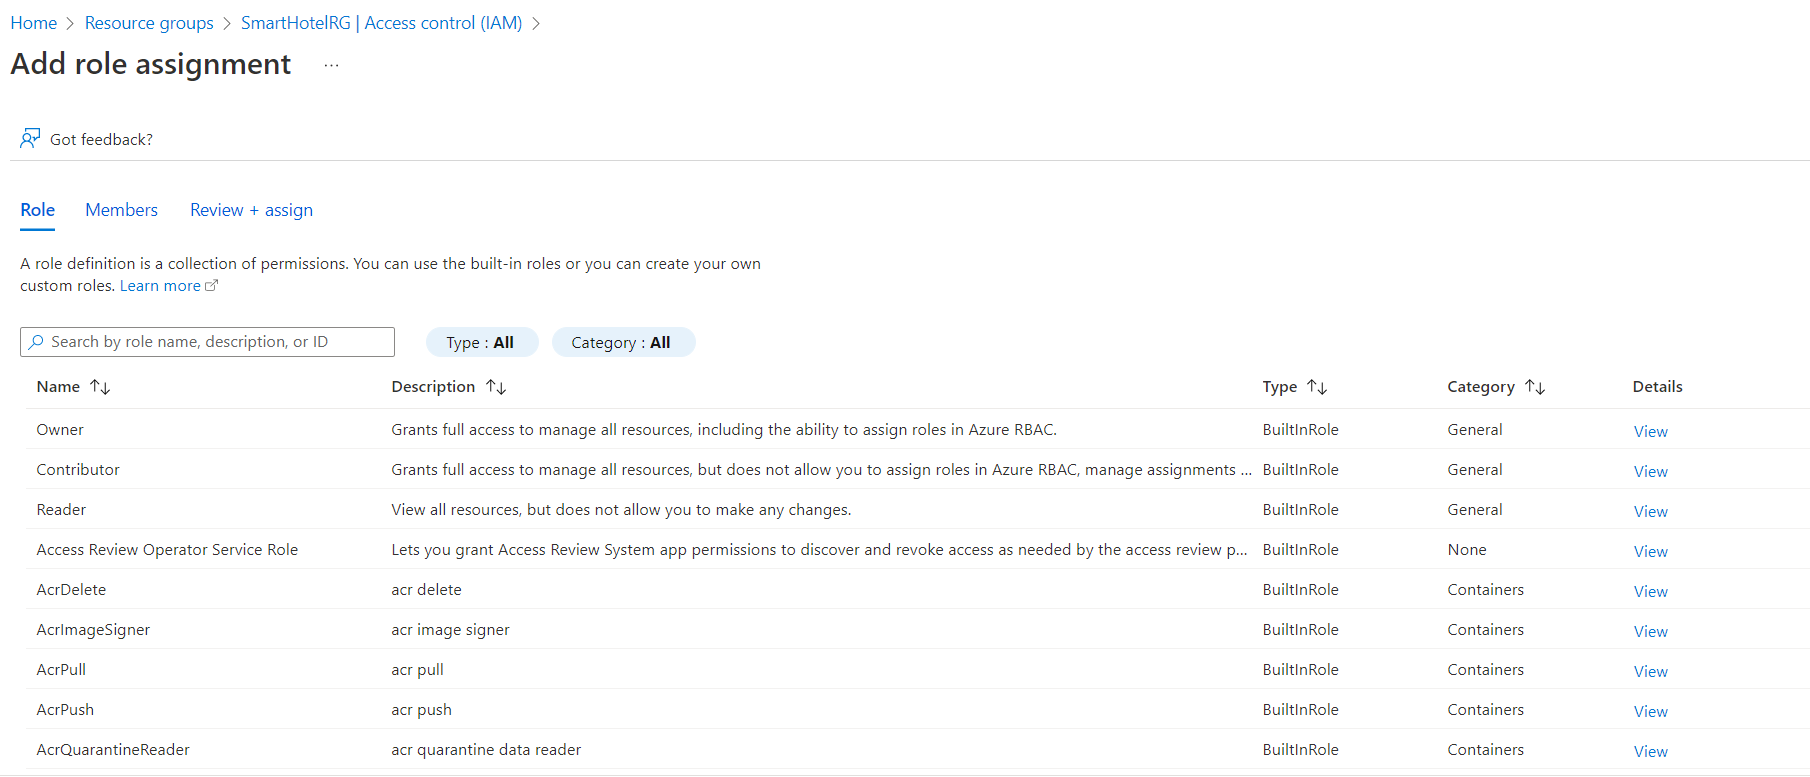 Home > Resource groups > SmartHotelRG | Access control (IAM) >
Add role assignment ...
Got feedback?
Role Members Review + assign
A role definition is a collection of permissions. You can use the built-in roles or you can create your own
custom roles. Learn more
Search by role name, description, or ID Type : All Category : All
Name ↑↓ Description ↑↓ Type ↑↓ Category ↑↓ Details
Owner Grants full access to manage all resources, including the ability to assign roles in Azure RBAC. BuiltInRole General View
Contributor Grants full access to manage all resources, but does not allow you to assign roles in Azure RBAC, manage assignments ... BuiltInRole General View
Reader View all resources, but does not allow you to make any changes. BuiltInRole General View
Access Review Operator Service Role Lets you grant Access Review System app permissions to discover and revoke access as needed by the access review p... BuiltInRole None View
AcrDelete acr delete BuiltInRole Containers View
AcrImageSigner acr image signer BuiltInRole Containers View
AcrPull acr pull BuiltInRole Containers View
AcrPush acr push BuiltInRole Containers View
AcrQuarantineReader acr quarantine data reader BuiltInRole Containers View